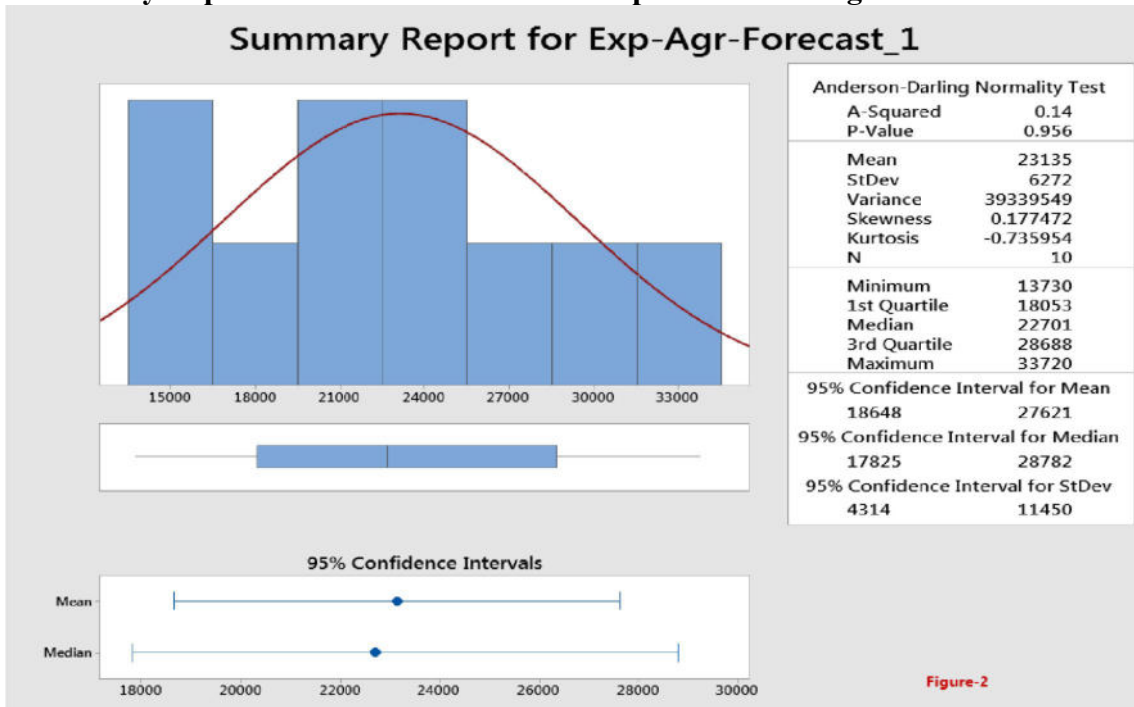 Summary Report for Exp-Agr-Forecast_1
15000 18000 21000 24000 27000 30000 33000
Anderson-Darling Normality Test
A-Squared 0.14
P-Value 0.956
Mean 23135
StDev 6272
Variance 39339549
Skewness 0.177472
Kurtosis -0.735954
N 10
Minimum 13730
1st Quartile 18053
Median 22701
3rd Quartile 28688
Maximum 33720
95% Confidence Interval for Mean
18648 27621
95% Confidence Interval for Median
17825 28782
95% Confidence Interval for StDev
4314 11450
95% Confidence Intervals
Mean
Median
18000 20000 22000 24000 26000 28000 30000
Figure-2